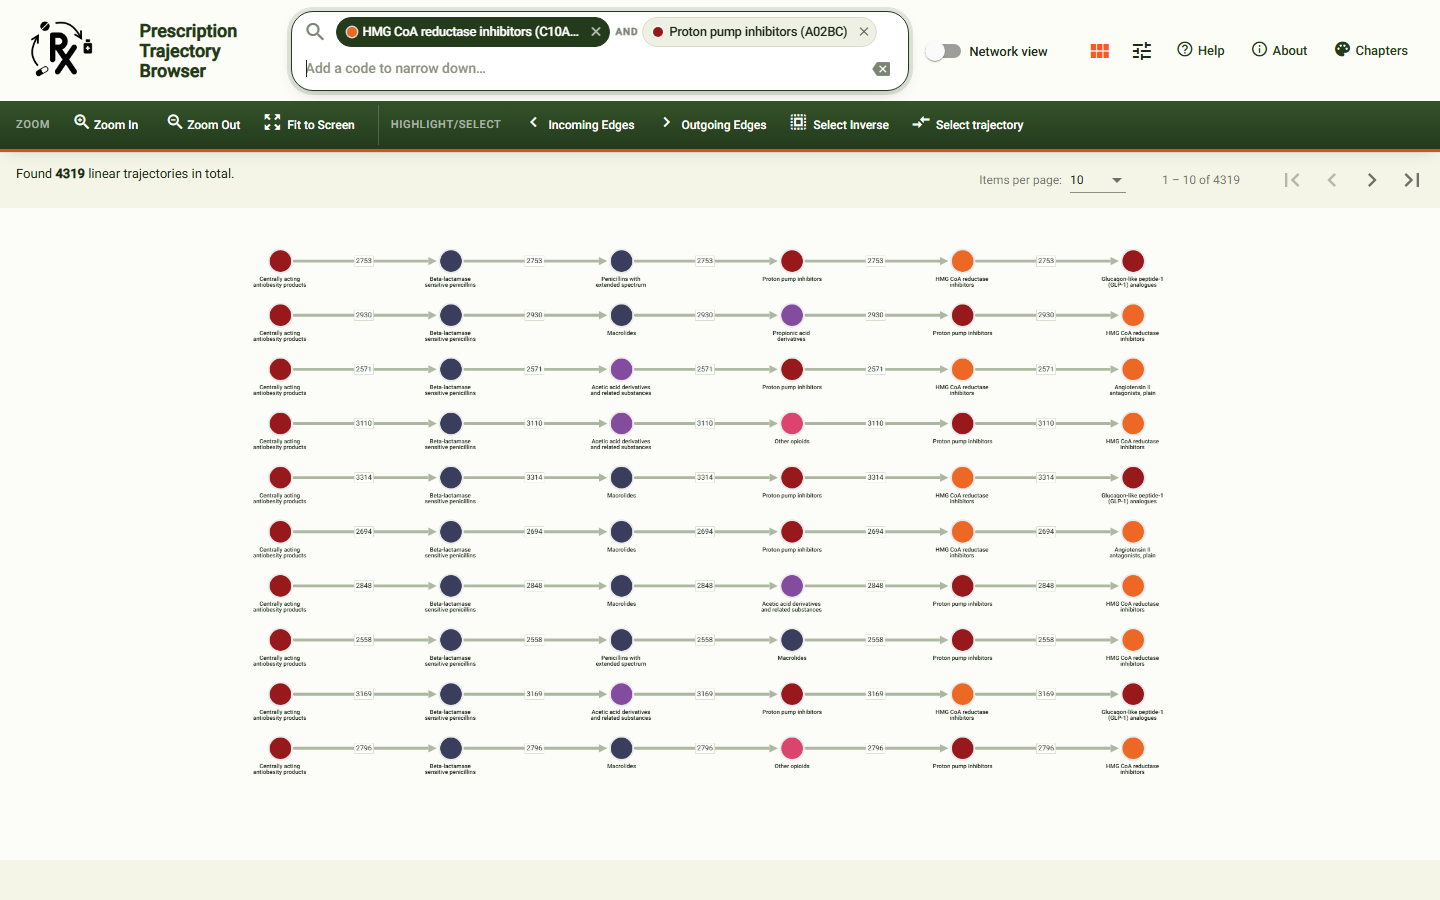 Rx
Prescription
Trajectory
Browser
HMG CoA reductase inhibitors (C10A...
AND
Proton pump inhibitors (A02BC)
Add a code to narrow down...
Network view
Help
About
Chapters
ZOOM
Zoom In
Zoom Out
Fit to Screen
HIGHLIGHT/SELECT
Incoming Edges
Outgoing Edges
Select Inverse
Select trajectory
Found 4319 linear trajectories in total.
Items per page: 10
1 – 10 of 4319
2753 2753 2753 2753 2753
Centrally acting antiobesity products
Beta-lactamase sensitive penicillins
Penicillins with extended spectrum
Proton pump inhibitors
HMG CoA reductase inhibitors
Glucagon-like peptide-1 (GLP-1) analogues
2930 2930 2930 2930 2930
Centrally acting antiobesity products
Beta-lactamase sensitive penicillins
Macrolides
Propionic acid derivatives
Proton pump inhibitors
HMG CoA reductase inhibitors
2571 2571 2571 2571 2571
Centrally acting antiobesity products
Beta-lactamase sensitive penicillins
Acetic acid derivatives and related substances
Proton pump inhibitors
HMG CoA reductase inhibitors
Angiotensin II antagonists, plain
3110 3110 3110 3110 3110
Centrally acting antiobesity products
Beta-lactamase sensitive penicillins
Acetic acid derivatives and related substances
Other opioids
Proton pump inhibitors
HMG CoA reductase inhibitors
3314 3314 3314 3314 3314
Centrally acting antiobesity products
Beta-lactamase sensitive penicillins
Macrolides
Proton pump inhibitors
HMG CoA reductase inhibitors
Glucagon-like peptide-1 (GLP-1) analogues
2694 2694 2694 2694 2694
Centrally acting antiobesity products
Beta-lactamase sensitive penicillins
Macrolides
Proton pump inhibitors
HMG CoA reductase inhibitors
Angiotensin II antagonists, plain
2848 2848 2848 2848 2848
Centrally acting antiobesity products
Beta-lactamase sensitive penicillins
Macrolides
Acetic acid derivatives and related substances
Proton pump inhibitors
HMG CoA reductase inhibitors
2558 2558 2558 2558 2558
Centrally acting antiobesity products
Beta-lactamase sensitive penicillins
Penicillins with extended spectrum
Macrolides
Proton pump inhibitors
HMG CoA reductase inhibitors
3169 3169 3169 3169 3169
Centrally acting antiobesity products
Beta-lactamase sensitive penicillins
Acetic acid derivatives and related substances
Proton pump inhibitors
HMG CoA reductase inhibitors
Glucagon-like peptide-1 (GLP-1) analogues
2796 2796 2796 2796 2796
Centrally acting antiobesity products
Beta-lactamase sensitive penicillins
Macrolides
Other opioids
Proton pump inhibitors
HMG CoA reductase inhibitors